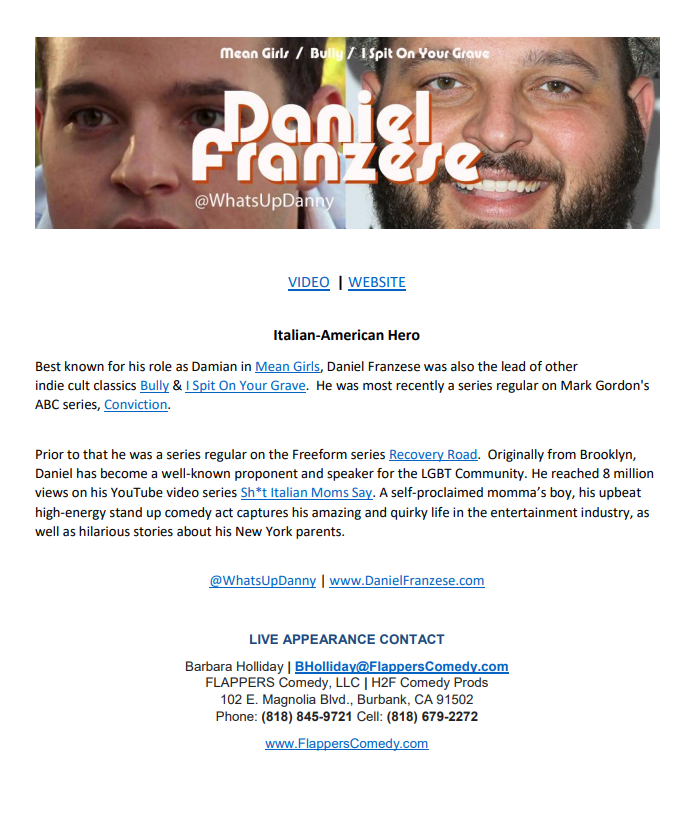 Mean Girls / Bully / I Spit On Your Grave
Daniel
Franzese
@WhatsUpDanny
VIDEO | WEBSITE
Italian-American Hero
Best known for his role as Damian in Mean Girls, Daniel Franzese was also the lead of other
indie cult classics Bully & I Spit On Your Grave. He was most recently a series regular on Mark Gordon's
ABC series, Conviction.
Prior to that he was a series regular on the Freeform series Recovery Road. Originally from Brooklyn,
Daniel has become a well-known proponent and speaker for the LGBT Community. He reached 8 million
views on his YouTube video series Sh*t Italian Moms Say. A self-proclaimed momma’s boy, his upbeat
high-energy stand up comedy act captures his amazing and quirky life in the entertainment industry, as
well as hilarious stories about his New York parents.
@WhatsUpDanny | www.DanielFranzese.com
LIVE APPEARANCE CONTACT
Barbara Holliday | BHolliday@FlappersComedy.com
FLAPPERS Comedy, LLC | H2F Comedy Prods
102 E. Magnolia Blvd., Burbank, CA 91502
Phone: (818) 845-9721 Cell: (818) 679-2272
www.FlappersComedy.com